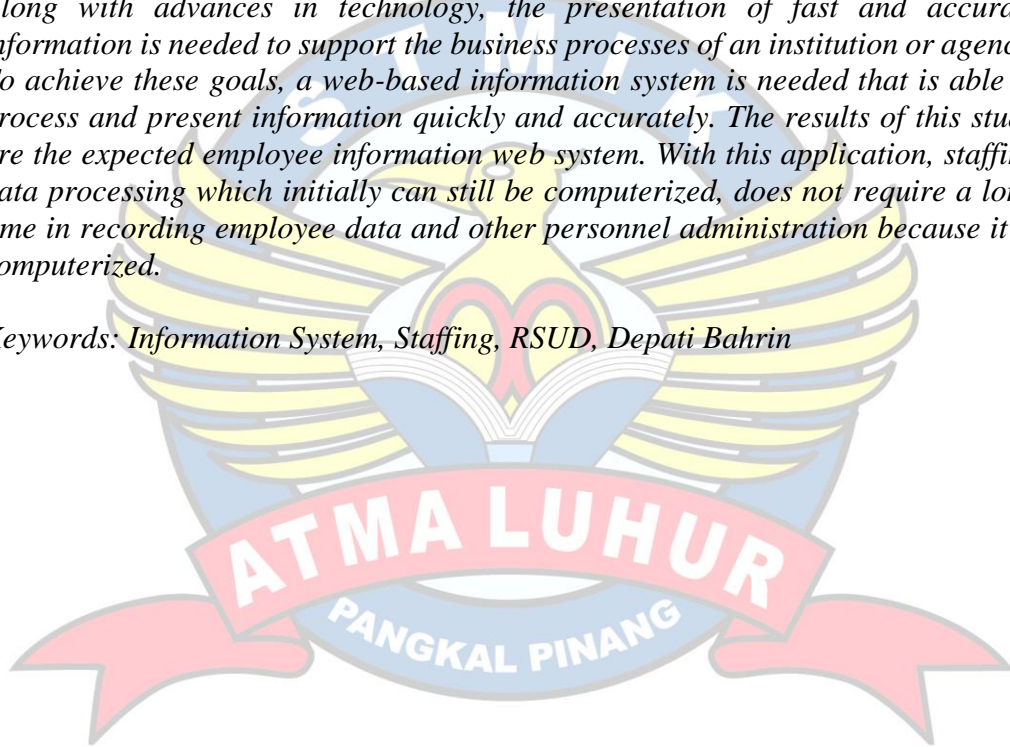 long with advances in technology, the presentation of fast and accura
nformation is needed to support the business processes of an institution or agenc
o achieve these goals, a web-based information system is needed that is able
rocess and present information quickly and accurately. The results of this stud
re the expected employee information web system. With this application, staffin
ata processing which initially can still be computerized, does not require a lon
me in recording employee data and other personnel administration because it
omputerized.
Keywords: Information System, Staffing, RSUD, Depati Bahrin
STMIK
ATMA LUHUR
PANGKAL PINANG